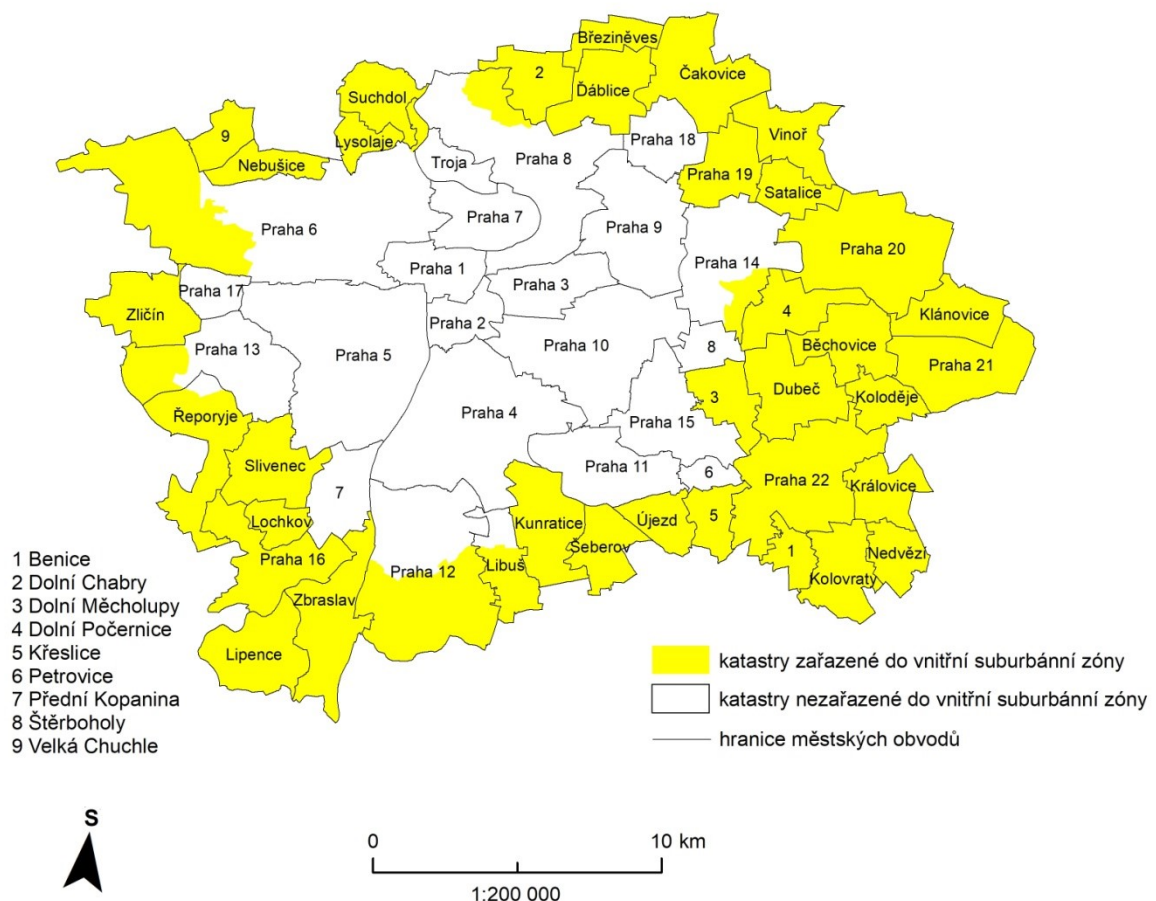 Březiněves
2
Ďáblice
Čakovice
Suchdol
Lysolaje
9
Nebušice
Troja
Praha 8
Praha 18
Vinoř
Praha 19
Satalice
Praha 7
Praha 6
Praha 9
Praha 1
Praha 14
Praha 20
Praha 17
Praha 3
Zličín
Praha 2
4
Klánovice
Praha 13
Praha 5
Praha 10
8
Běchovice
Praha 21
Řeporyje
Praha 4
3
Dubeč
Koloděje
Praha 15
Slivenec
Praha 11
6
7
Praha 22
Královice
Lochkov
Kunratice
Újezd
5
Šeberov
Praha 16
Praha 12
Libuš
1
Nedvězí
Kolovraty
Zbraslav
Lipence
1 Benice
2 Dolní Chabry
3 Dolní Měcholupy
4 Dolní Počernice
5 Křeslice
6 Petrovice
7 Přední Kopanina
8 Štěrboholy
9 Velká Chuchle
katastry zařazené do vnitřní suburbánní zóny
katastry nezařazené do vnitřní suburbánní zóny
hranice městských obvodů
S
0 10 km
1:200 000